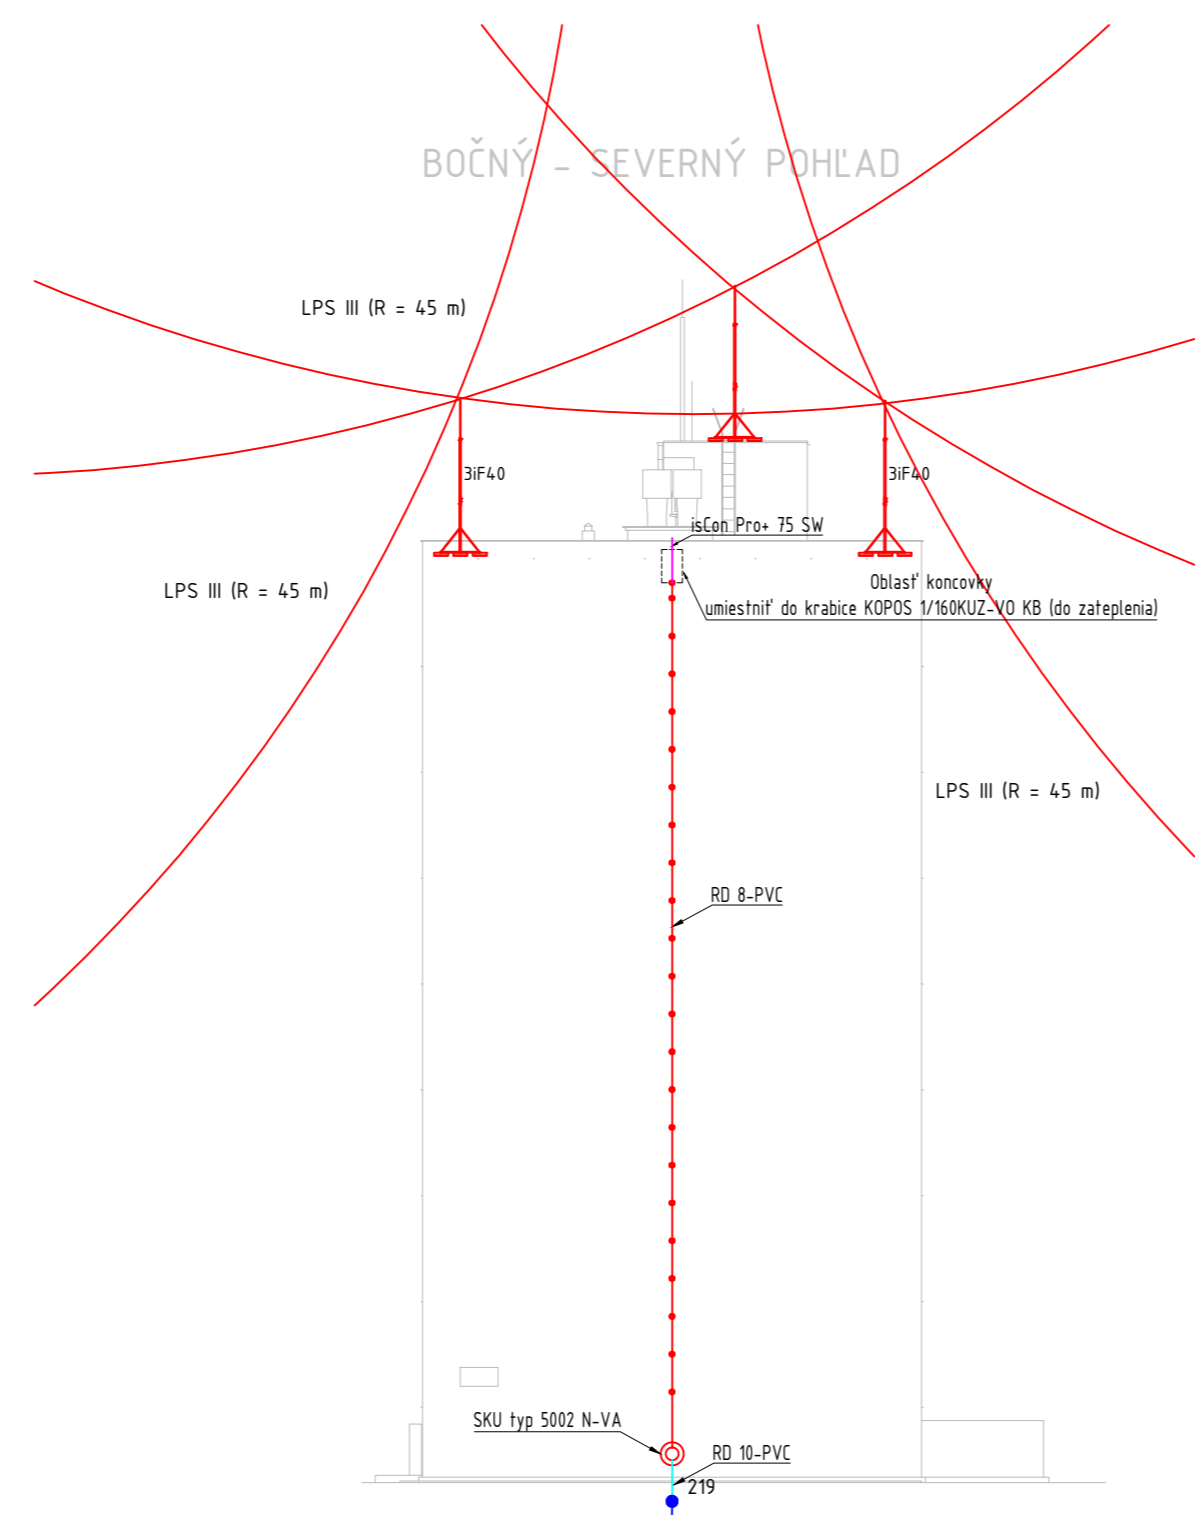 BOČNÝ - SEVERNÝ POHĽAD
LPS III (R = 45 m)
3iF40
3iF40
isCon Pro+ 75 SW
Oblasť koncovky
umiestniť do krabice KOPOS 1/160KUZ-VO KB (do zateplenia)
LPS III (R = 45 m)
LPS III (R = 45 m)
RD 8-PVC
SKU typ 5002 N-VA
RD 10-PVC
219